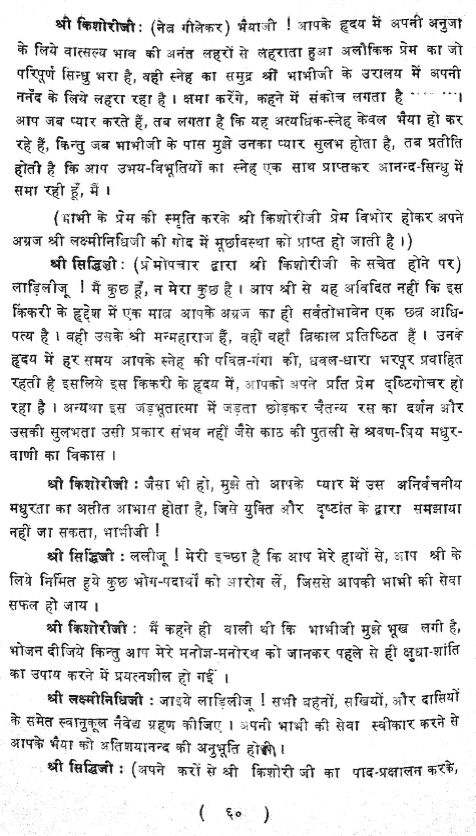 श्री किशोरीजी : (नेत्र गीलेकर) भैयाजी ! आपके हृदय में अपनी अनुजा
के लिये वात्सल्य भाव की अनंत लहरों से लहराता हुआ अलौकिक प्रेम का जो
परिपूर्ण सिन्धु भरा है, वही स्नेह का समुद्र श्री भाभीजी के उरालय में अपनी
ननँद के लिये लहरा रहा है । क्षमा करेंगे, कहने में संकोच लगता है ........ ....।
आप जब प्यार करते हैं, तब लगता है कि यह अत्यधिक-स्नेह केवल भैया हो कर
रहे हैं, किन्तु जब भाभीजी के पास मुझे उनका प्यार सुलभ होता है, तब प्रतीति
होती है कि आप उभय-विभूतियों का स्नेह एक साथ प्राप्तकर आनन्द-सिन्धु में
समा रही हूँ, मैं ।
(भाभी के प्रेम की स्मृति करके श्री किशोरीजी प्रेम विभोर होकर अपने
अग्रज श्री लक्ष्मीनिधिजी की गोद में मूर्छावस्था को प्राप्त हो जाती है ।)
श्री सिद्धिजी : (प्रेमोपचार द्वारा श्री किशोरीजी के सचेत होने पर)
लाड़िलीजू ! मैं कुछ हूँ, न मेरा कुछ है । आप श्री से यह अविदित नहीं कि इस
किंकरी के हृद्देश में एक मात्र आपके अग्रज का ही सर्वतोभावेन एक छत्र आधि-
पत्य है । वही उसके श्री मन्महाराज हैं, वहीं वहाँ त्रिकाल प्रतिष्ठित हैं । उनके
हृदय में हर समय आपके स्नेह की पवित्र-गंगा की, धवल-धारा भरपूर प्रवाहित
रहती है इसलिये इस किंकरी के हृदय में, आपको अपने प्रति प्रेम दृष्टिगोचर हो
रहा है । अन्यथा इस जड़भूतात्मा में जड़ता छोड़कर चैतन्य रस का दर्शन और
उसकी सुलभता उसी प्रकार संभव नहीं जैसे काठ की पुतली से श्रवण-प्रिय मधुर-
वाणी का विकास ।
श्री किशोरीजी : जैसा भी हो, मुझे तो आपके प्यार में उस अनिर्वचनीय
मधुरता का अतीत आभास होता है, जिसे युक्ति और दृष्टांत के द्वारा समझाया
नहीं जा सकता, भाभीजी !
श्री सिद्धिजी : ललीजू ! मेरी इच्छा है कि आप मेरे हाथों से, आप श्री के
लिये निर्मित हुये कुछ भोग-पदार्थो को आरोग लें, जिससे आपकी भाभी की सेवा
सफल हो जाय ।
श्री किशोरीजी : मैं कहने ही वाली थी कि भाभीजी मुझे भूख लगी है,
भोजन दीजिये किन्तु आप मेरे मनोज्ञ-मनोरथ को जानकर पहले से ही क्षुधा-शांति
का उपाय करने में प्रयत्नशील हो गईं ।
श्री लक्ष्मीनिधिजी : जाइये लाड़िलीजू ! सभी बहनों, सखियों, और दासियों
के समेत स्वानुकूल नैवेद्य ग्रहण कीजिए । अपनी भाभी की सेवा स्वीकार करने से
आपके भैया को अतिशयानन्द की अनुभूति होगी ।
श्री सिद्धिजी : (अपने करों से श्री किशोरी जी का पाद-प्रक्षालन करके,
( ६० )